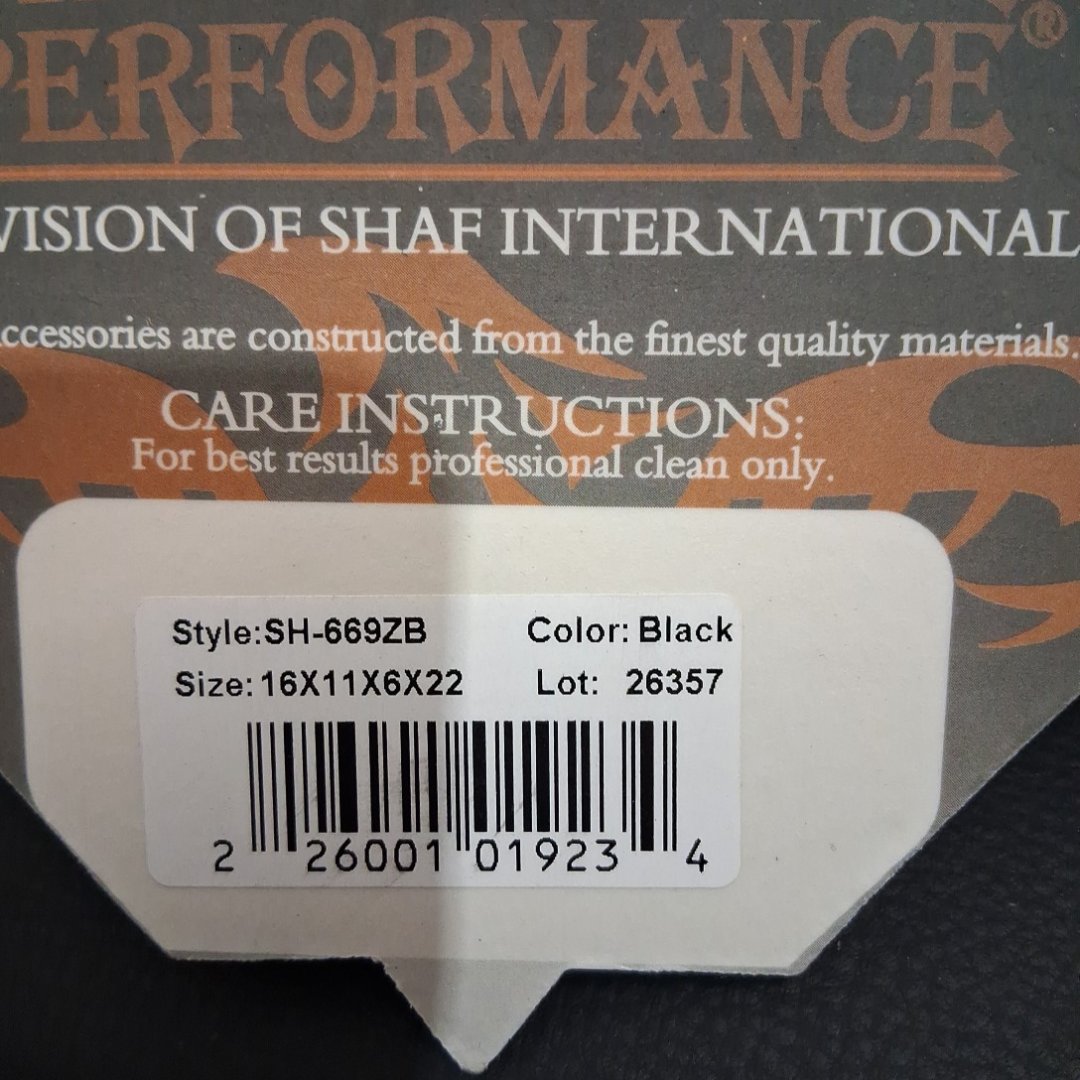 PERFORMANCE®
VISION OF SHAF INTERNATIONAL
ccessories are constructed from the finest quality materials.
CARE INSTRUCTIONS:
For best results professional clean only.
Style:SH-669ZB Color: Black
Size: 16X11X6X22 Lot: 26357
2 26001 01923 4